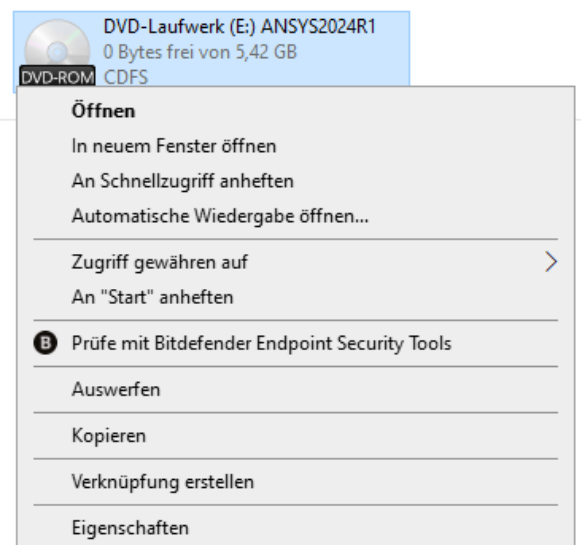 DVD-Laufwerk (E:) ANSYS2024R1
0 Bytes frei von 5,42 GB
DVD-ROM CDFS
Öffnen
In neuem Fenster öffnen
An Schnellzugriff anheften
Automatische Wiedergabe öffnen...
Zugriff gewähren auf
An "Start" anheften
B Prüfe mit Bitdefender Endpoint Security Tools
Auswerfen
Kopieren
Verknüpfung erstellen
Eigenschaften